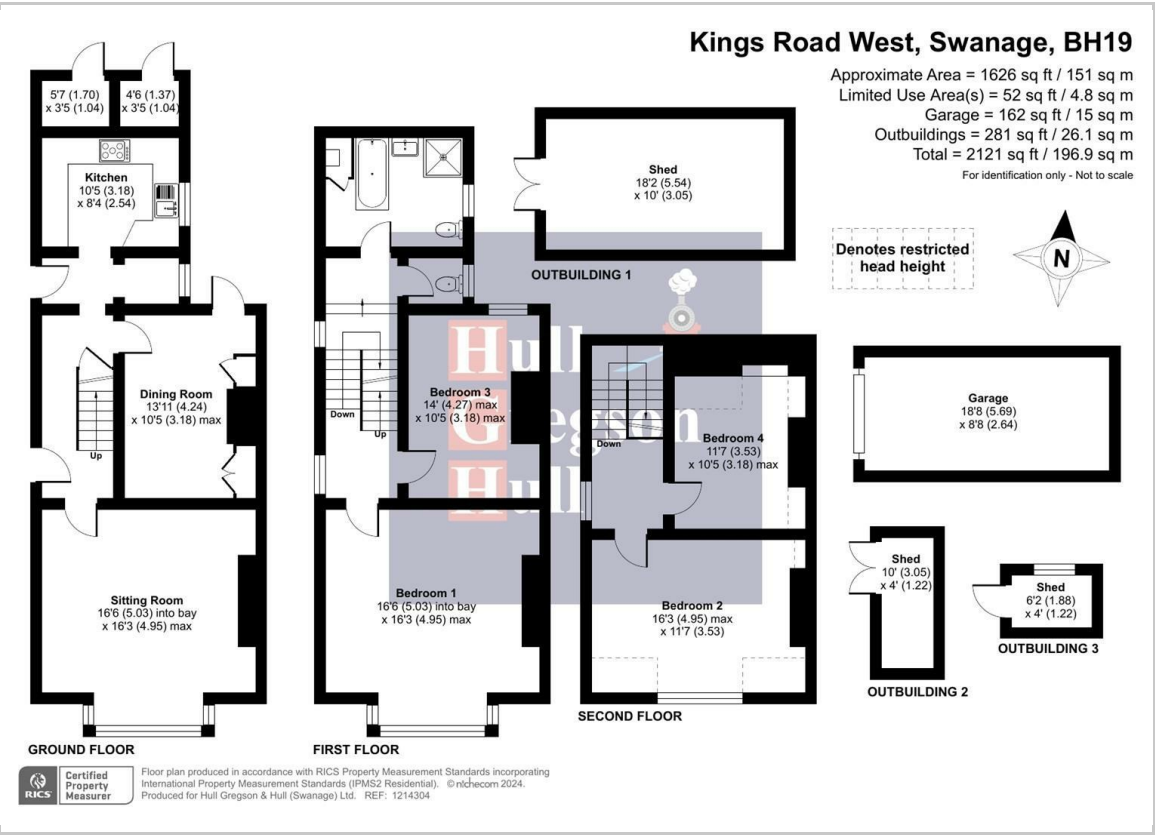 Kings Road West, Swanage, BH19
Approximate Area = 1626 sq ft / 151 sq m
Limited Use Area(s) = 52 sq ft / 4.8 sq m
Garage = 162 sq ft / 15 sq m
Outbuildings = 281 sq ft / 26.1 sq m
Total = 2121 sq ft / 196.9 sq m
For identification only - Not to scale
5'7 (1.70)
x 3'5 (1.04)
4'6 (1.37)
x 3'5 (1.04)
Kitchen
10'5 (3.18)
x 8'4 (2.54)
Dining Room
13'11 (4.24)
x 10'5 (3.18) max
Up
Sitting Room
16'6 (5.03) into bay
x 16'3 (4.95) max
GROUND FLOOR
Down
Up
Bedroom 3
14' (4.27) max
x 10'5 (3.18) max
Bedroom 1
16'6 (5.03) into bay
x 16'3 (4.95) max
FIRST FLOOR
Hull
Gregson
Hull
Shed
18'2 (5.54)
x 10' (3.05)
OUTBUILDING 1
Denotes restricted
head height
N
Down
Bedroom 4
11'7 (3.53)
x 10'5 (3.18) max
Bedroom 2
16'3 (4.95) max
x 11'7 (3.53)
SECOND FLOOR
Garage
18'8 (5.69)
x 8'8 (2.64)
Shed
10' (3.05)
x 4' (1.22)
OUTBUILDING 2
Shed
6'2 (1.88)
x 4' (1.22)
OUTBUILDING 3
RICS
Certified
Property
Measurer
Floor plan produced in accordance with RICS Property Measurement Standards incorporating
International Property Measurement Standards (IPMS2 Residential). © nichecom 2024.
Produced for Hull Gregson & Hull (Swanage) Ltd. REF: 1214304